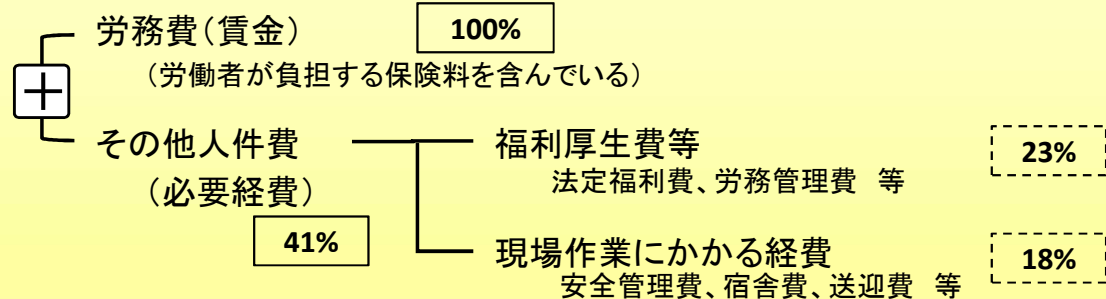 労務費(賃金) 100%
(労働者が負担する保険料を含んでいる)
＋
その他人件費
(必要経費)
41%
福利厚生費等 23%
法定福利費、労務管理費 等
現場作業にかかる経費 18%
安全管理費、宿舎費、送迎費 等